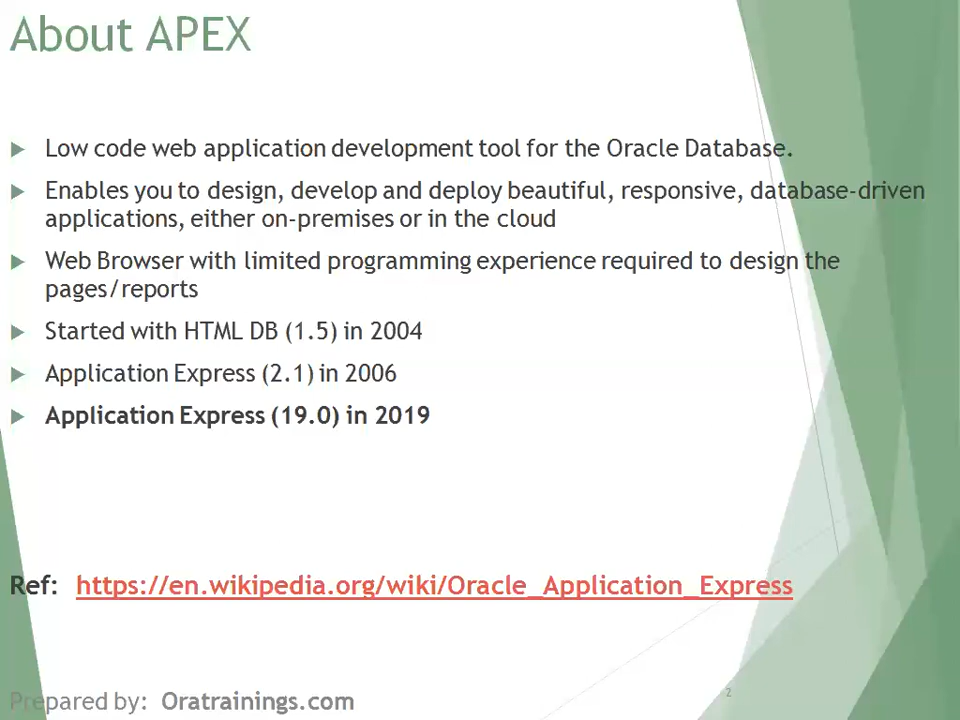 About APEX
Low code web application development tool for the Oracle Database.
Enables you to design, develop and deploy beautiful, responsive, database-driven
applications, either on-premises or in the cloud
Web Browser with limited programming experience required to design the
pages/reports
Started with HTML DB (1.5) in 2004
Application Express (2.1) in 2006
Application Express (19.0) in 2019
Ref: https://en.wikipedia.org/wiki/Oracle_Application_Express
Prepared by: Oratrainings.com
2